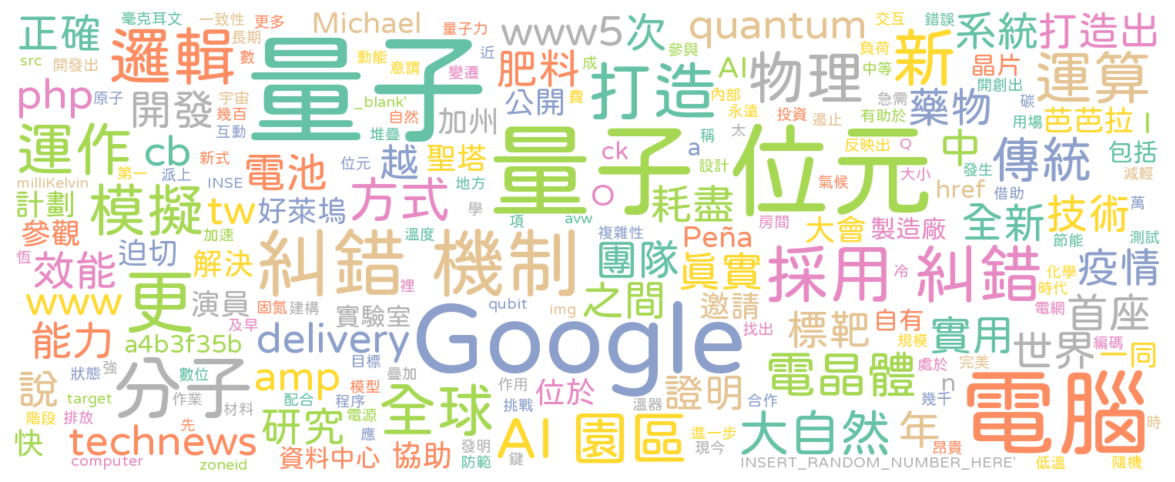 正確
毫克耳文
一致性
更多
Michael
量子力
近
www5
次
quantum
交互
錯誤
系統
打造出
src
開發出
邏輯
長期
數
動能
意謂
變遷
成
參與
AI
負荷
中等
新
晶片
開創出
運算
php
原子
宇宙
幾百
開發
互動
量子
_blank'
自然
堆疊
加州
肥料
公開
費
打造
內部
永遠
物理
投資
遏止
急需
有助於
藥物
碳
用場
芭芭拉
l
運作
cb
新式
第一
派上
電池
位元
越
聖塔
量子
位元
ck
a
稱
太
設計
反映出
Q
中
發生
傳統
包括
減輕
milliKelvin
計劃
模擬
INSE
tw
好萊塢
方式
地方
學
項
avw
O
耗盡
房間
氣候
大小
href
借助
技術
萬
參觀
加速
恆
迫切
解決
溫度
糾錯
機制
複雜性
團隊
Peña
大會
製造廠
全新
節能
測試
效能
www
演員
固氮
建構
裡
更
實驗室
qubit
img
之間
真實
邀請
找出
採用
糾錯
冷
化學
時代
疫情
電網
能力
及早
a4b3f35b
delivery
Google
標靶
自有
規模
實用
編碼
首座
世界
一同
說
狀態
強
分子
數位
目標
模型
疊加
amp
作用
位於
證明
電晶體
處於
完美
n
幾千
電腦
target
作業
材料
配合
程序
電源
全球
挑戰
溫器
合作
階段
排放
先
快
technews
研究
應
發明
AI
園區
進一步
現今
大自然
年
昂貴
時
computer
zoneid
資料中心
防範
協助
鍵
INSERT_RANDOM_NUMBER_HERE'
低溫
隨機